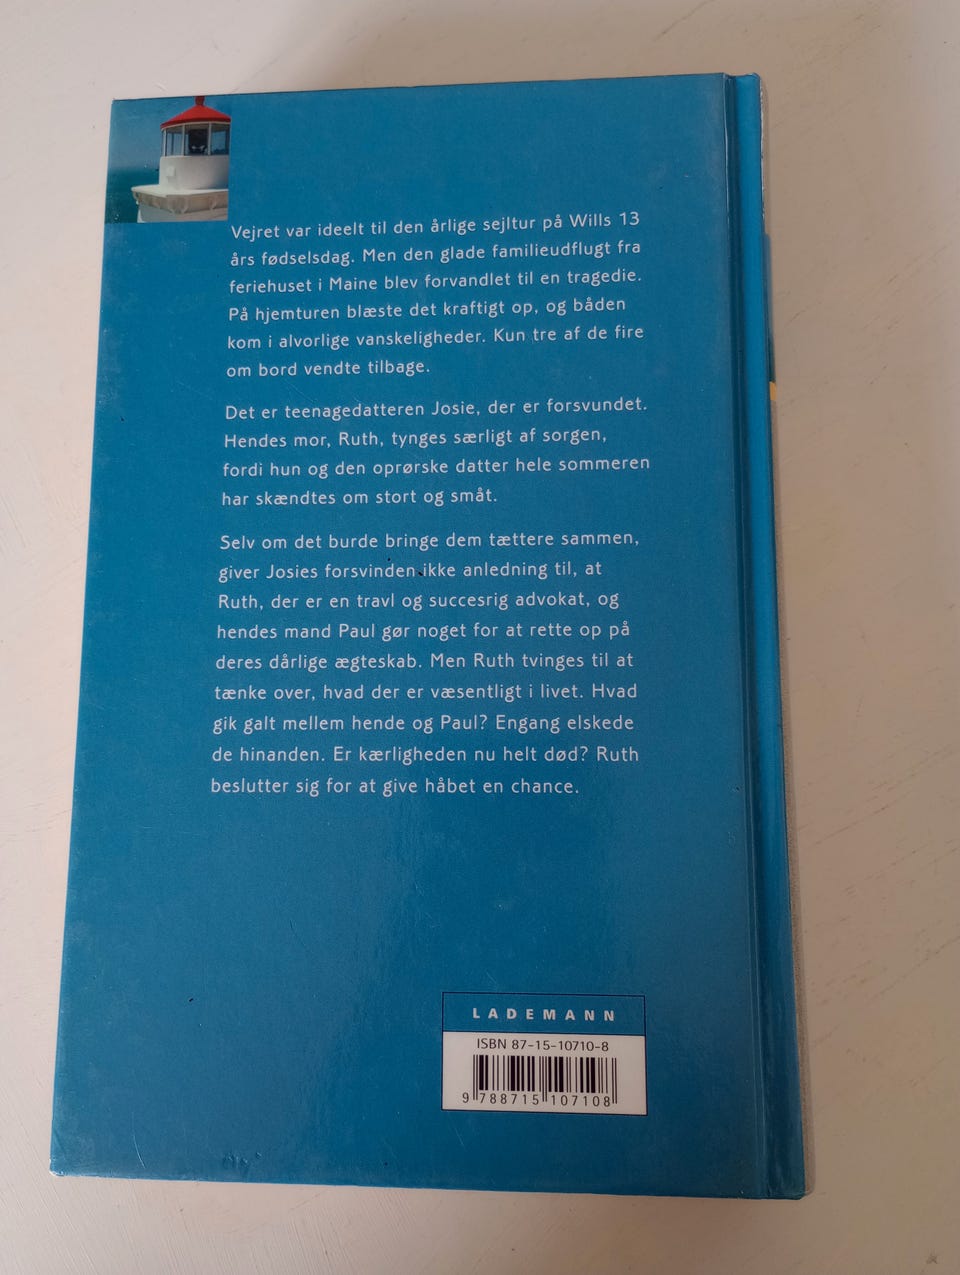 Vejret var ideelt til den årlige sejltur på Wills 13
års fødselsdag. Men den glade familieudflugt fra
feriehuset i Maine blev forvandlet til en tragedie.
På hjemturen blæste det kraftigt op, og båden
kom i alvorlige vanskeligheder. Kun tre af de fire
om bord vendte tilbage.
Det er teenagedatteren Josie, der er forsvundet.
Hendes mor, Ruth, tynges særligt af sorgen,
fordi hun og den oprørske datter hele sommeren
har skændtes om stort og småt.
Selv om det burde bringe dem tættere sammen,
giver Josies forsvinden ikke anledning til, at
Ruth, der er en travl og succesrig advokat, og
hendes mand Paul gør noget for at rette op på
deres dårlige ægteskab. Men Ruth tvinges til at
tænke over, hvad der er væsentligt i livet. Hvad
gik galt mellem hende og Paul? Engang elskede
de hinanden. Er kærligheden nu helt død? Ruth
beslutter sig for at give håbet en chance.
LADEMANN
ISBN 87-15-10710-8
9 788715 107108